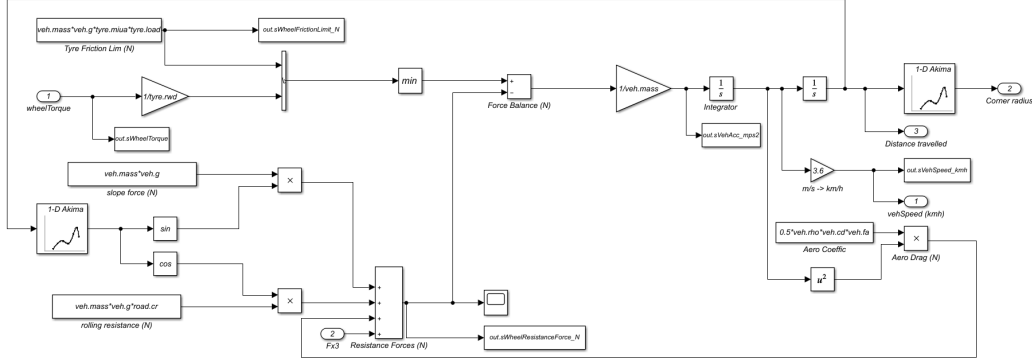 veh.mass*veh.g*tyre.miua*tyre.load
Tyre Friction Lim (N)
out.sWheelFrictionLimit_N
1
wheelTorque
1/tyre.rwd
out.sWheelTorque
min
+
−
Force Balance (N)
1/veh.mass
out.sVehAcc_mps2
1
s
Integrator
1
s
1-D Akima
2
Corner radius
3
Distance travelled
3.6
m/s -> km/h
out.sVehSpeed_kmh
1
vehSpeed (kmh)
veh.mass*veh.g
slope force (N)
×
1-D Akima
sin
cos
veh.mass*veh.g*road.cr
rolling resistance (N)
×
+
+
+
+
2
Fx3
Resistance Forces (N)
out.sWheelResistanceForce_N
0.5*veh.rho*veh.cd*veh.fa
Aero Coeffic
×
Aero Drag (N)
u²